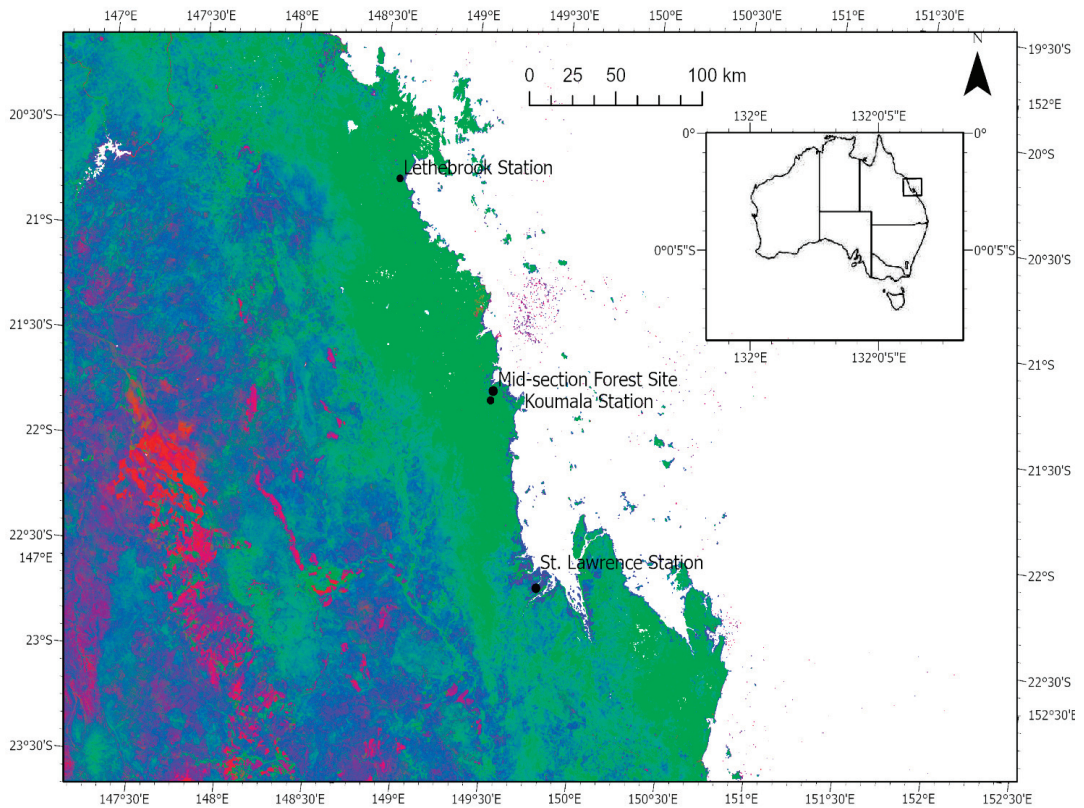 147°E 147°30'S 148°E 148°30'S 149°E 149°30'S 150°E 150°30'S 151°E 151°30'S
N
19°30'S
0 25 50 100 km
152°E
20°30'S
132°E 132°0'5"E
0° 0°
20°S
Lethebrook Station
21°S
0°0'5"S 0°0'5"S
20°30'S
21°30'S
132°E 132°0'5"E
21°S
Mid-section Forest Site
Koumala Station
22°S
21°30'S
22°30'S
147°E
St. Lawrence Station
22°S
23°S
22°30'S
152°30'E
23°30'S
147°30'S 148°E 148°30'S 149°E 149°30'S 150°E 150°30'S 151°E 151°30'S 152°E 152°30'S